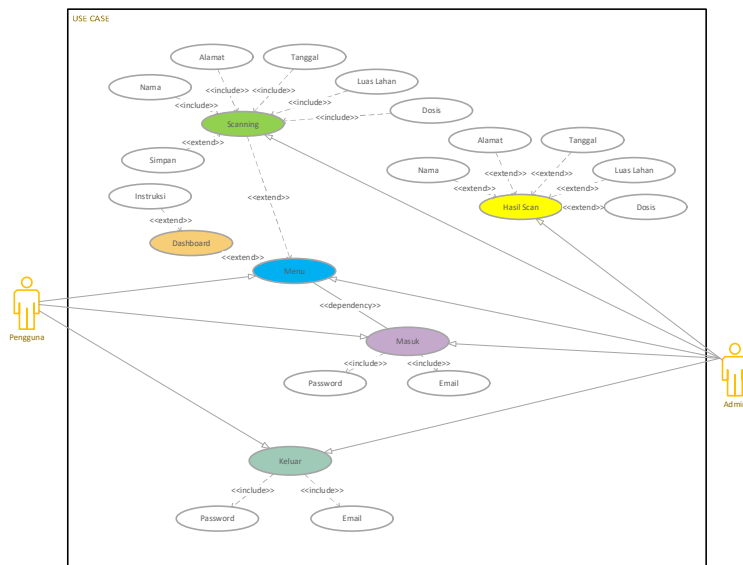 USE CASE
Alamat
Tanggal
Nama
Luas Lahan
<<include>>
<<include>>
<<include>>
<<include>>
Dosis
<<include>>
Scanning
<<extend>>
Simpan
Alamat
Tanggal
Nama
<<extend>>
<<extend>>
Luas Lahan
<<extend>>
<<extend>>
Hasil Scan
<<extend>>
Dosis
Instruksi
<<extend>>
<<extend>>
Dashboard
<<extend>>
Menu
<<dependency>>
Pengguna
Masuk
<<include>>
<<include>>
Password
Email
Admi
Keluar
<<include>>
<<include>>
Password
Email